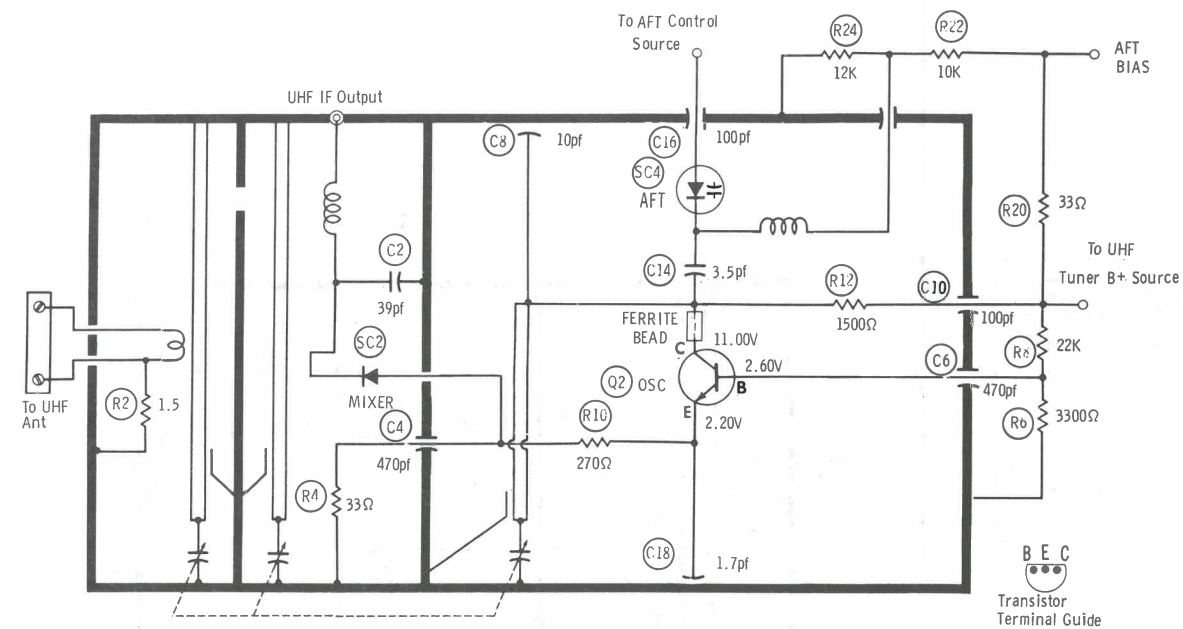 To AFT Control
Source
R24
R22
12K
10K
AFT
BIAS
UHF IF Output
C8
10pf
C16
100pf
SC4
AFT
R20
33Ω
C2
39pf
C14
3.5pf
R12
1500Ω
C10
100pf
To UHF
Tuner B+ Source
FERRITE
BEAD
C
11.00V
SC2
MIXER
Q2
OSC
2.60V
B
E
2.20V
C6
470pf
R8
22K
R6
3300Ω
To UHF
Ant
R2
1.5
C4
470pf
R10
270Ω
R4
33Ω
C18
1.7pf
B E C
Transistor
Terminal Guide